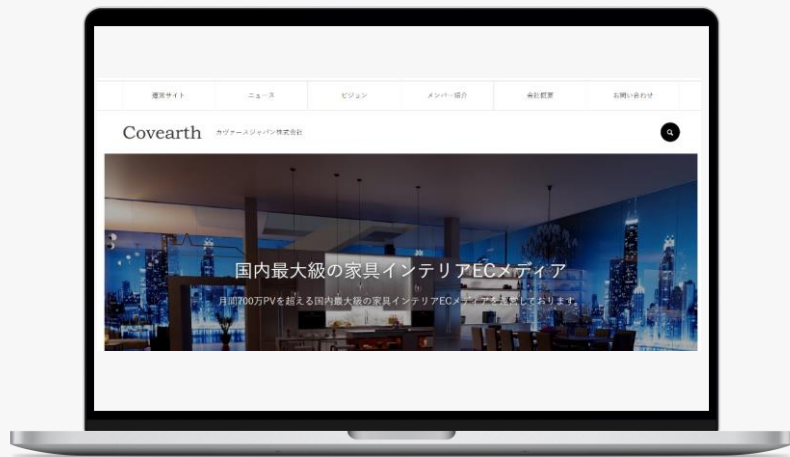 運営サイト ニュース ビジョン メンバー紹介 会社概要 お問い合わせ
Covearth カヴァースジャパン株式会社
国内最大級の家具インテリアECメディア
月間700万PVを超える国内最大級の家具インテリアECメディアを運営しております。